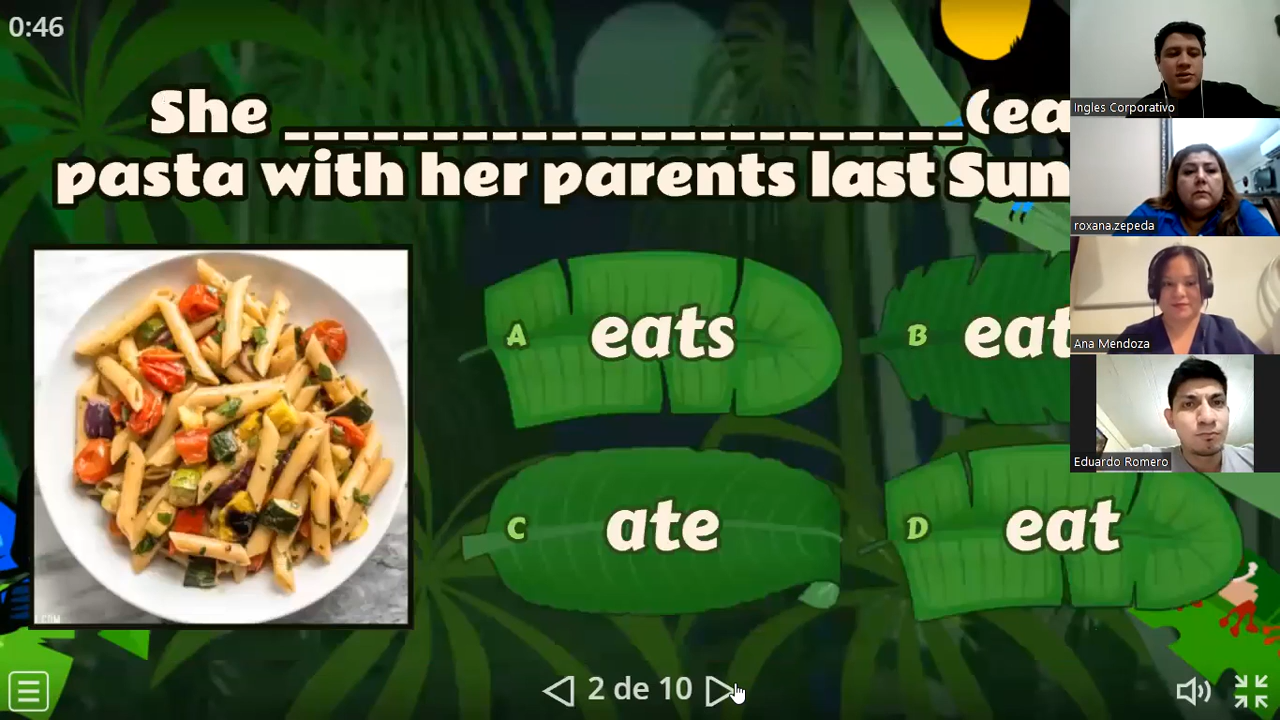 0:46
She _______________________(ea
pasta with her parents last Sun
A eats
B eat
C ate
D eat
2 de 10
Ingles Corporativo
roxana.zepeda
Ana Mendoza
Eduardo Romero